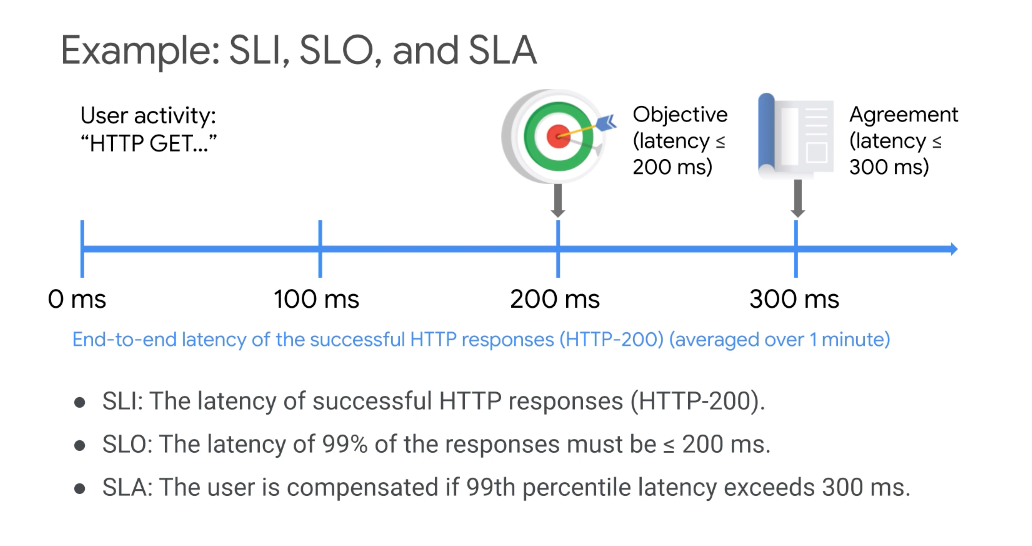 Example: SLI, SLO, and SLA
User activity:
“HTTP GET...”
Objective
(latency ≤
200 ms)
Agreement
(latency ≤
300 ms)
0 ms
100 ms
200 ms
300 ms
End-to-end latency of the successful HTTP responses (HTTP-200) (averaged over 1 minute)
● SLI: The latency of successful HTTP responses (HTTP-200).
● SLO: The latency of 99% of the responses must be ≤ 200 ms.
● SLA: The user is compensated if 99th percentile latency exceeds 300 ms.